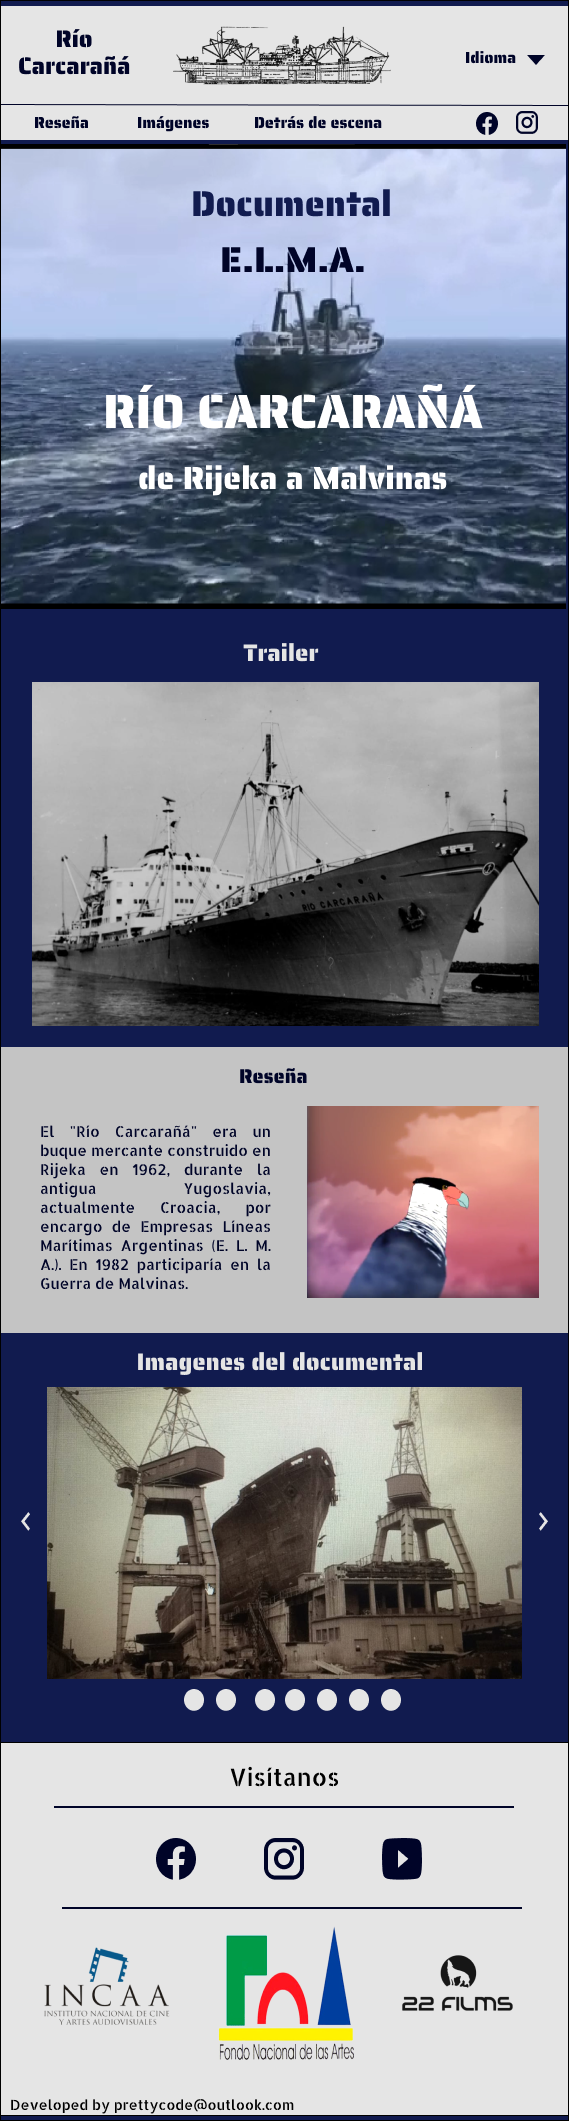 Río
Carcarañá
Idioma
Reseña Imágenes Detrás de escena
Documental
E.L.M.A.
RÍO CARCARAÑÁ
de Rijeka a Malvinas
Trailer
RIO CARCARAÑA
Reseña
El "Río Carcarañá" era un
buque mercante construido en
Rijeka en 1962, durante la
antigua Yugoslavia,
actualmente Croacia, por
encargo de Empresas Líneas
Marítimas Argentinas (E. L. M.
A.). En 1982 participaría en la
Guerra de Malvinas.
Imagenes del documental
Visítanos
INCAA
INSTITUTO NACIONAL DE CINE
Y ARTES AUDIOVISUALES
Fondo Nacional de las Artes
22 FILMS
Developed by prettycode@outlook.com